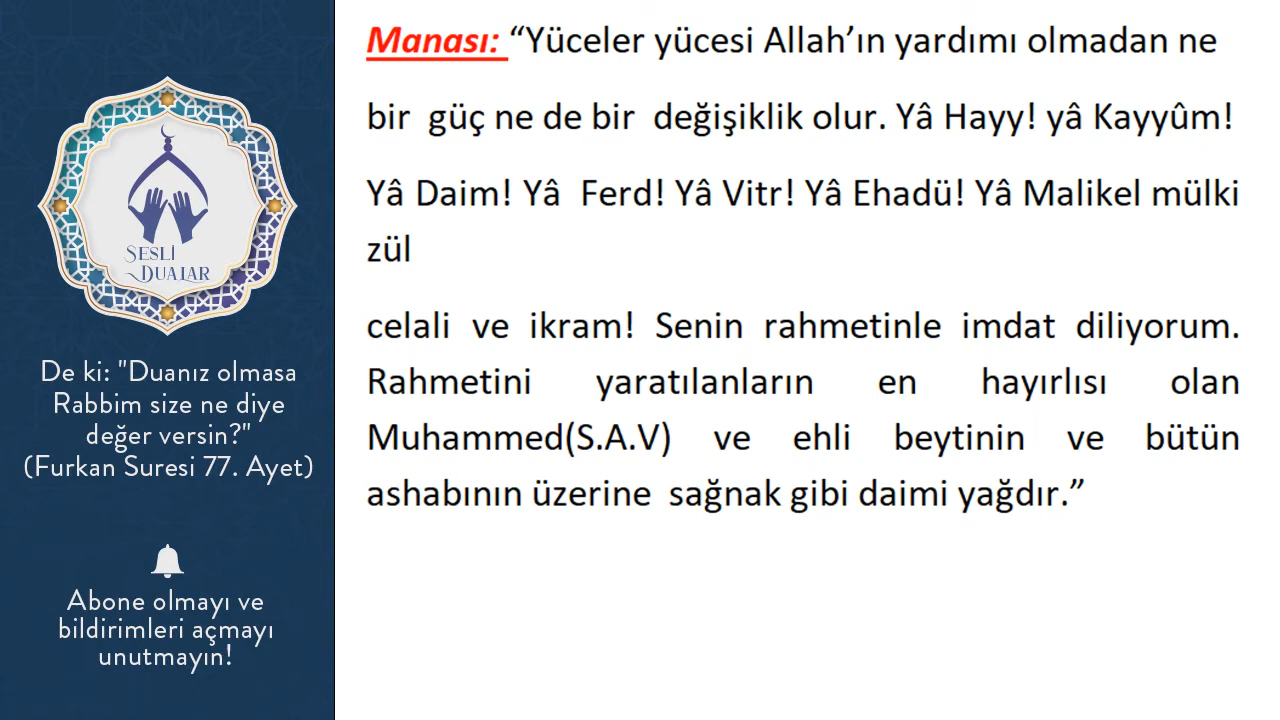 SESLİ
DUALAR
De ki: "Duanız olmasa
Rabbim size ne diye
değer versin?"
(Furkan Suresi 77. Ayet)
Abone olmayı ve
bildirimleri açmayı
unutmayın!
Manası: “Yüceler yücesi Allah’ın yardımı olmadan ne
bir güç ne de bir değişiklik olur. Yâ Hayy! yâ Kayyûm!
Yâ Daim! Yâ Ferd! Yâ Vitr! Yâ Ehadü! Yâ Malikel mülki
zül
celali ve ikram! Senin rahmetinle imdat diliyorum.
Rahmetini yaratılanların en hayırlısı olan
Muhammed(S.A.V) ve ehli beytinin ve bütün
ashabının üzerine sağnak gibi daimi yağdır.”